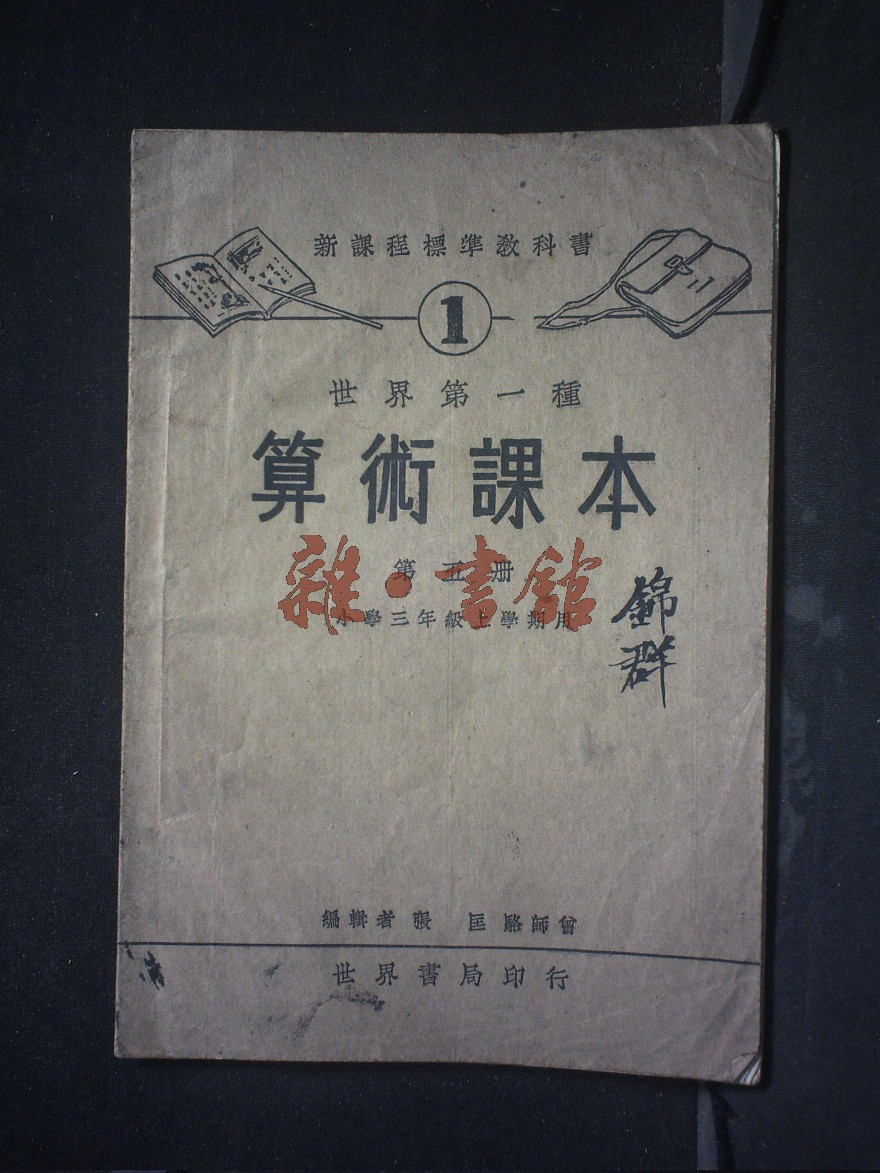 新課程標準教科書
1
世界第一種
算術課本
第五册
雜·書館
小學三年級上學期用
錦群
編輯者 張匡 駱師曾
世界書局印行